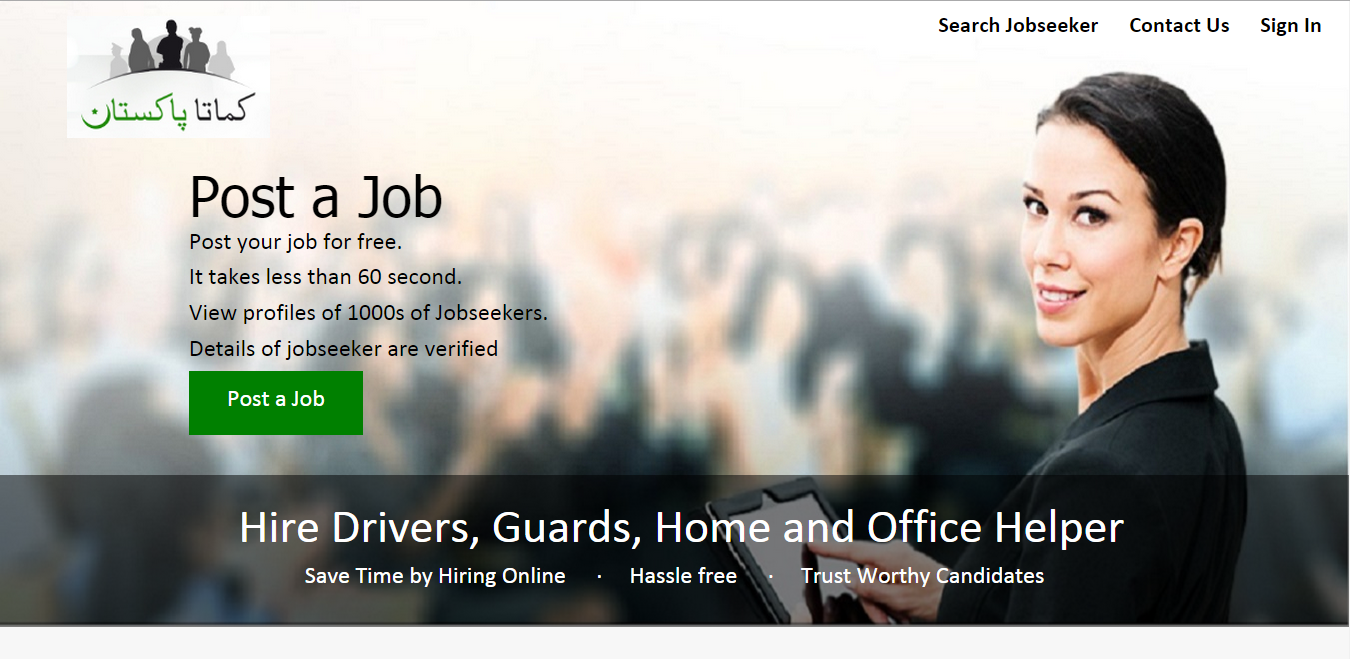 Search Jobseeker Contact Us Sign In
کماتا پاکستان
Post a Job
Post your job for free.
It takes less than 60 second.
View profiles of 1000s of Jobseekers.
Details of jobseeker are verified
Post a Job
Hire Drivers, Guards, Home and Office Helper
Save Time by Hiring Online · Hassle free · Trust Worthy Candidates